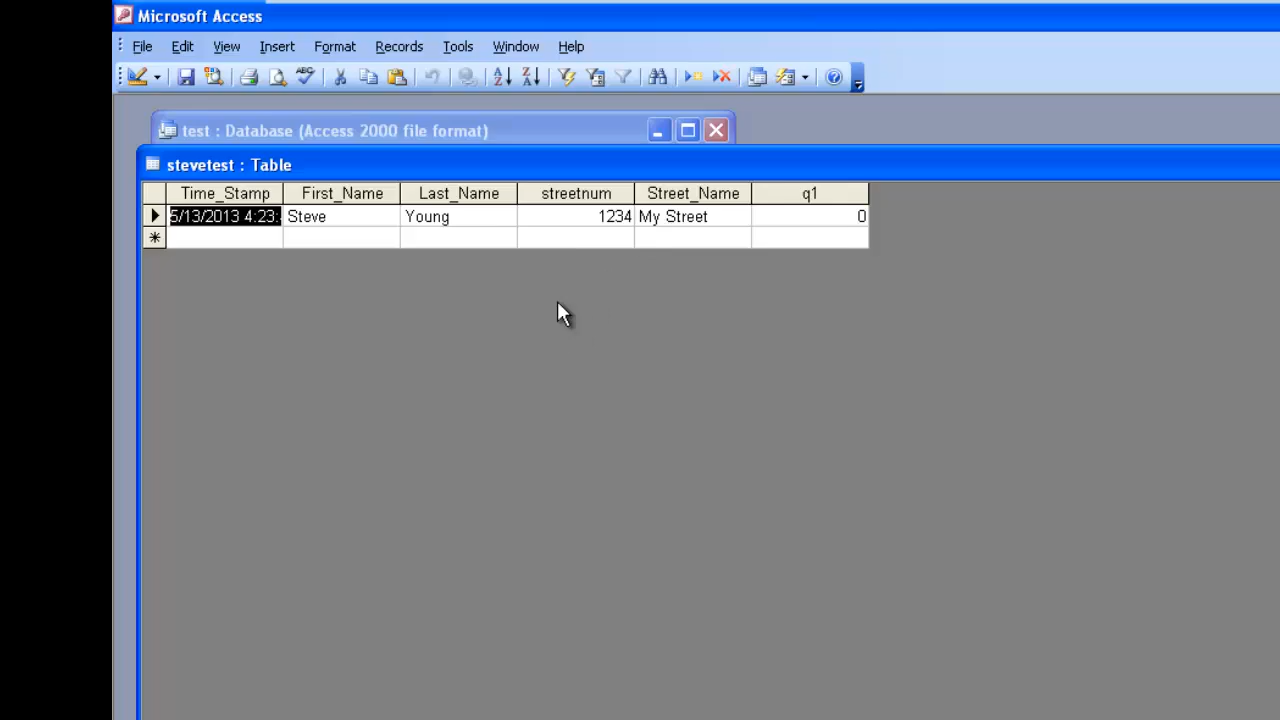 Microsoft Access
File Edit View Insert Format Records Tools Window Help
test : Database (Access 2000 file format)
stevetest : Table
Time_Stamp First_Name Last_Name streetnum Street_Name q1
5/13/2013 4:23: Steve Young 1234 My Street 0